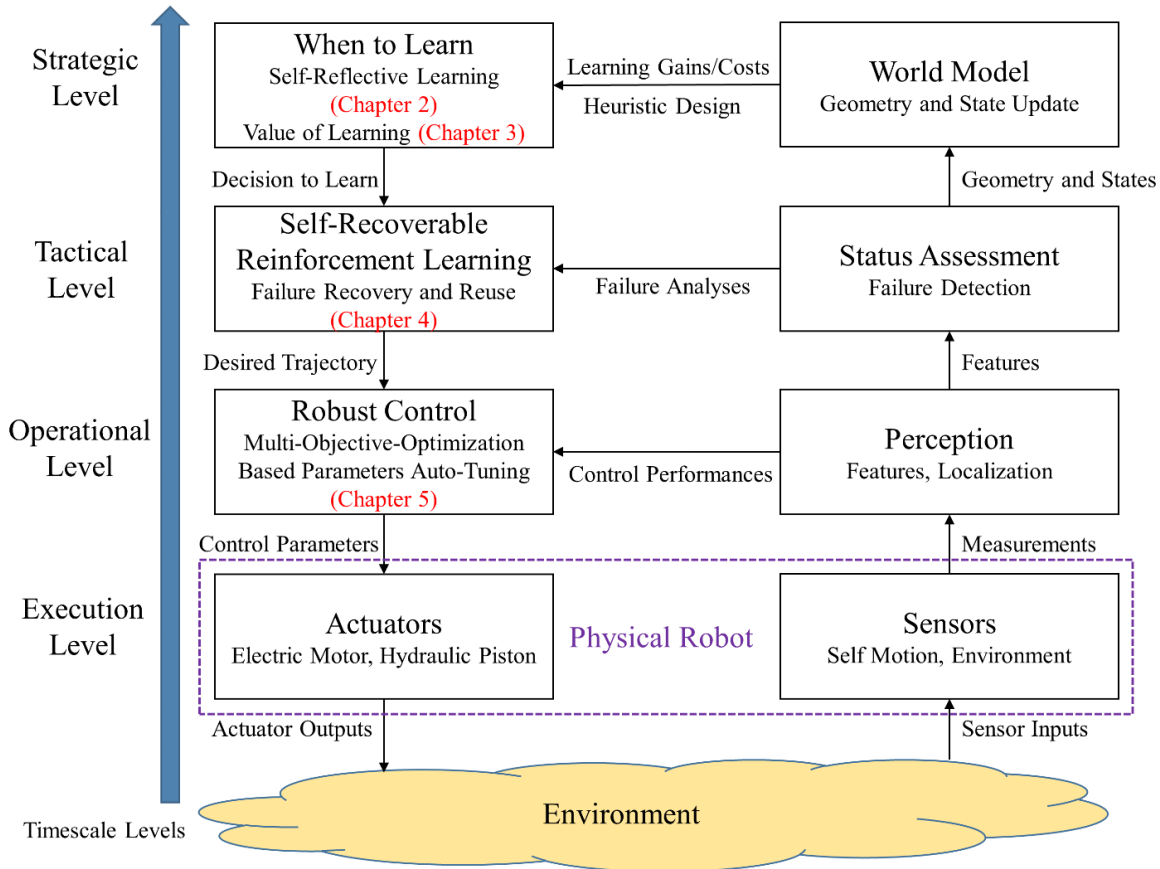 Strategic
Level
When to Learn
Self-Reflective Learning
(Chapter 2)
Value of Learning (Chapter 3)
Learning Gains/Costs
Heuristic Design
World Model
Geometry and State Update
Decision to Learn
Geometry and States
Tactical
Level
Self-Recoverable
Reinforcement Learning
Failure Recovery and Reuse
(Chapter 4)
Failure Analyses
Status Assessment
Failure Detection
Desired Trajectory
Features
Operational
Level
Robust Control
Multi-Objective-Optimization
Based Parameters Auto-Tuning
(Chapter 5)
Control Performances
Perception
Features, Localization
Control Parameters
Measurements
Execution
Level
Actuators
Electric Motor, Hydraulic Piston
Physical Robot
Sensors
Self Motion, Environment
Actuator Outputs
Sensor Inputs
Environment
Timescale Levels